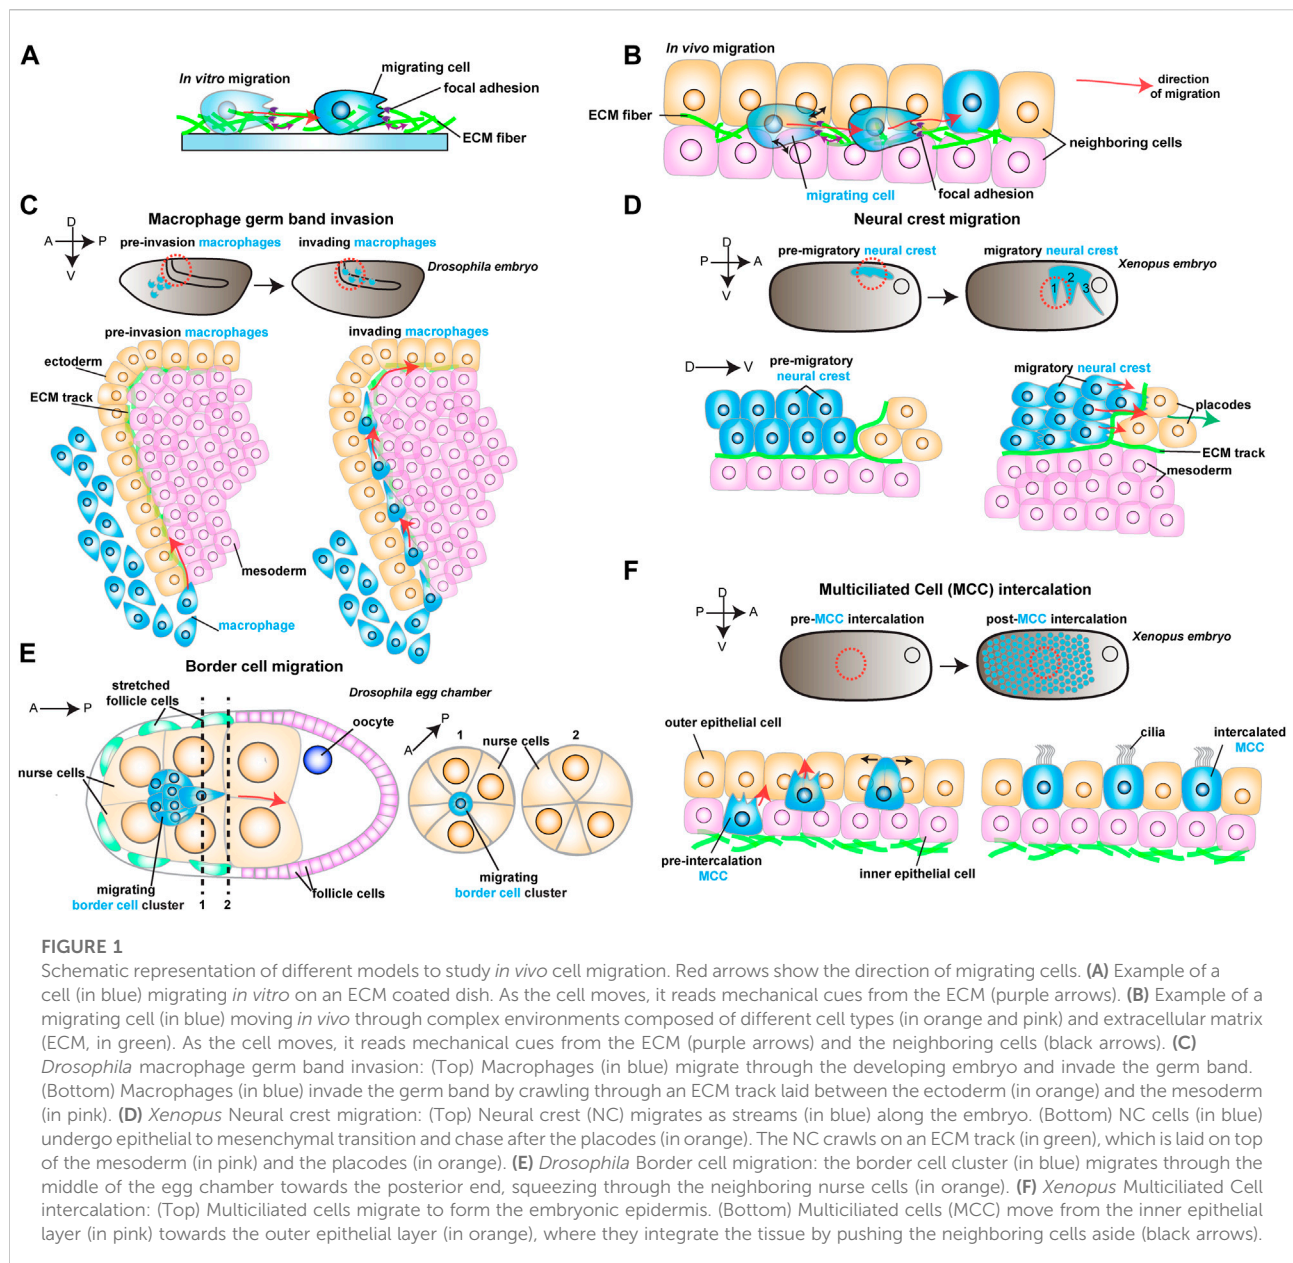 A
In vitro migration
migrating cell
focal adhesion
ECM fiber
B
In vivo migration
ECM fiber
direction
of migration
neighboring cells
migrating cell
focal adhesion
C
Macrophage germ band invasion
D
A
P
V
pre-invasion macrophages
invading macrophages
Drosophila embryo
pre-invasion macrophages
invading macrophages
ectoderm
ECM track
mesoderm
macrophage
D
Neural crest migration
D
P
A
V
pre-migratory neural crest
migratory neural crest
Xenopus embryo
1
2
3
D
V
pre-migratory
neural crest
migratory neural crest
placodes
ECM track
mesoderm
E
Border cell migration
A
P
stretched
follicle cells
Drosophila egg chamber
oocyte
nurse cells
migrating
border cell cluster
1
2
follicle cells
A
P
1
nurse cells
2
migrating
border cell cluster
F
Multiciliated Cell (MCC) intercalation
D
P
A
V
pre-MCC intercalation
post-MCC intercalation
Xenopus embryo
outer epithelial cell
cilia
intercalated
MCC
pre-intercalation
MCC
inner epithelial cell
FIGURE 1
Schematic representation of different models to study in vivo cell migration. Red arrows show the direction of migrating cells. (A) Example of a
cell (in blue) migrating in vitro on an ECM coated dish. As the cell moves, it reads mechanical cues from the ECM (purple arrows). (B) Example of a
migrating cell (in blue) moving in vivo through complex environments composed of different cell types (in orange and pink) and extracellular matrix
(ECM, in green). As the cell moves, it reads mechanical cues from the ECM (purple arrows) and the neighboring cells (black arrows). (C)
Drosophila macrophage germ band invasion: (Top) Macrophages (in blue) migrate through the developing embryo and invade the germ band.
(Bottom) Macrophages (in blue) invade the germ band by crawling through an ECM track laid between the ectoderm (in orange) and the mesoderm
(in pink). (D) Xenopus Neural crest migration: (Top) Neural crest (NC) migrates as streams (in blue) along the embryo. (Bottom) NC cells (in blue)
undergo epithelial to mesenchymal transition and chase after the placodes (in orange). The NC crawls on an ECM track (in green), which is laid on top
of the mesoderm (in pink) and the placodes (in orange). (E) Drosophila Border cell migration: the border cell cluster (in blue) migrates through the
middle of the egg chamber towards the posterior end, squeezing through the neighboring nurse cells (in orange). (F) Xenopus Multiciliated Cell
intercalation: (Top) Multiciliated cells migrate to form the embryonic epidermis. (Bottom) Multiciliated cells (MCC) move from the inner epithelial
layer (in pink) towards the outer epithelial layer (in orange), where they integrate the tissue by pushing the neighboring cells aside (black arrows).